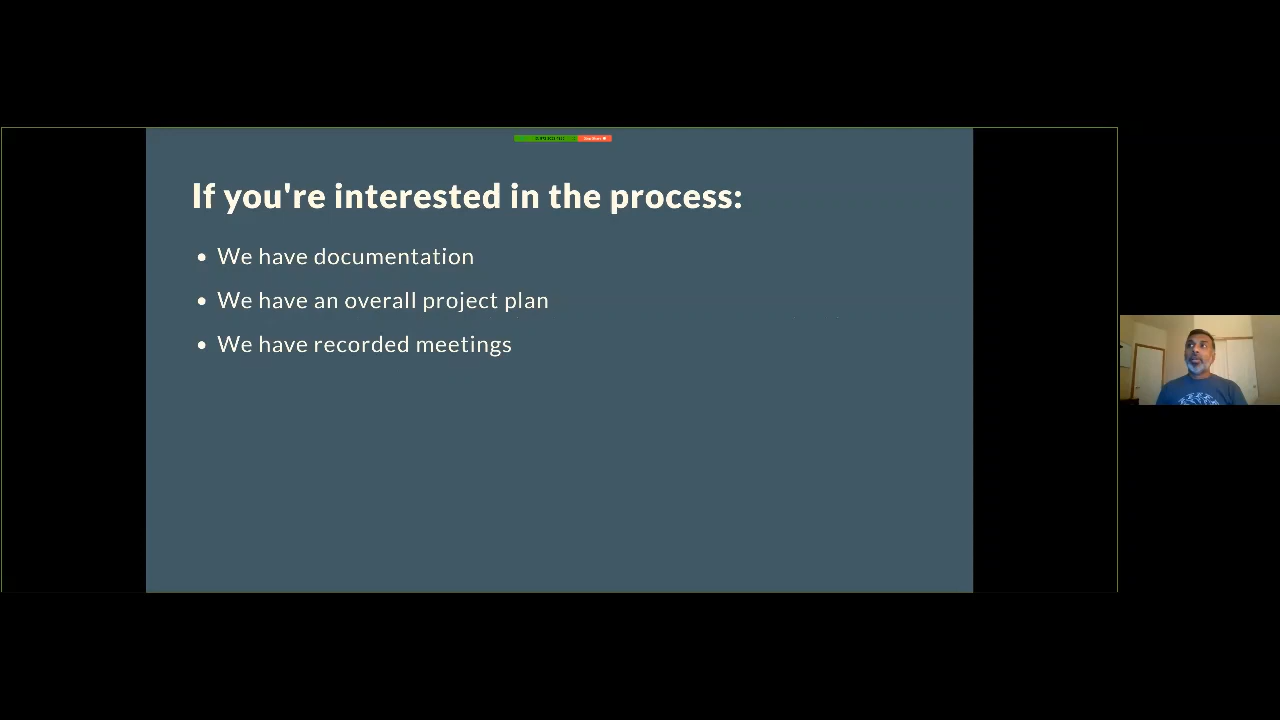 If you're interested in the process:
• We have documentation
• We have an overall project plan
• We have recorded meetings